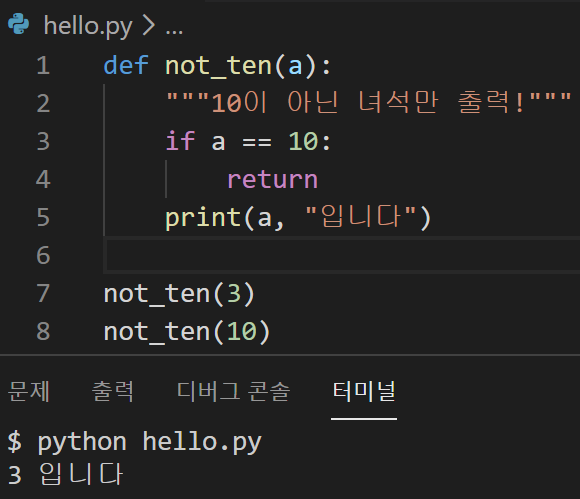 hello.py > ...
1 def not_ten(a):
2     """10이 아닌 녀석만 출력!"""
3     if a == 10:
4         return
5     print(a, "입니다")
6
7 not_ten(3)
8 not_ten(10)
문제 출력 디버그 콘솔 터미널
$ python hello.py
3 입니다